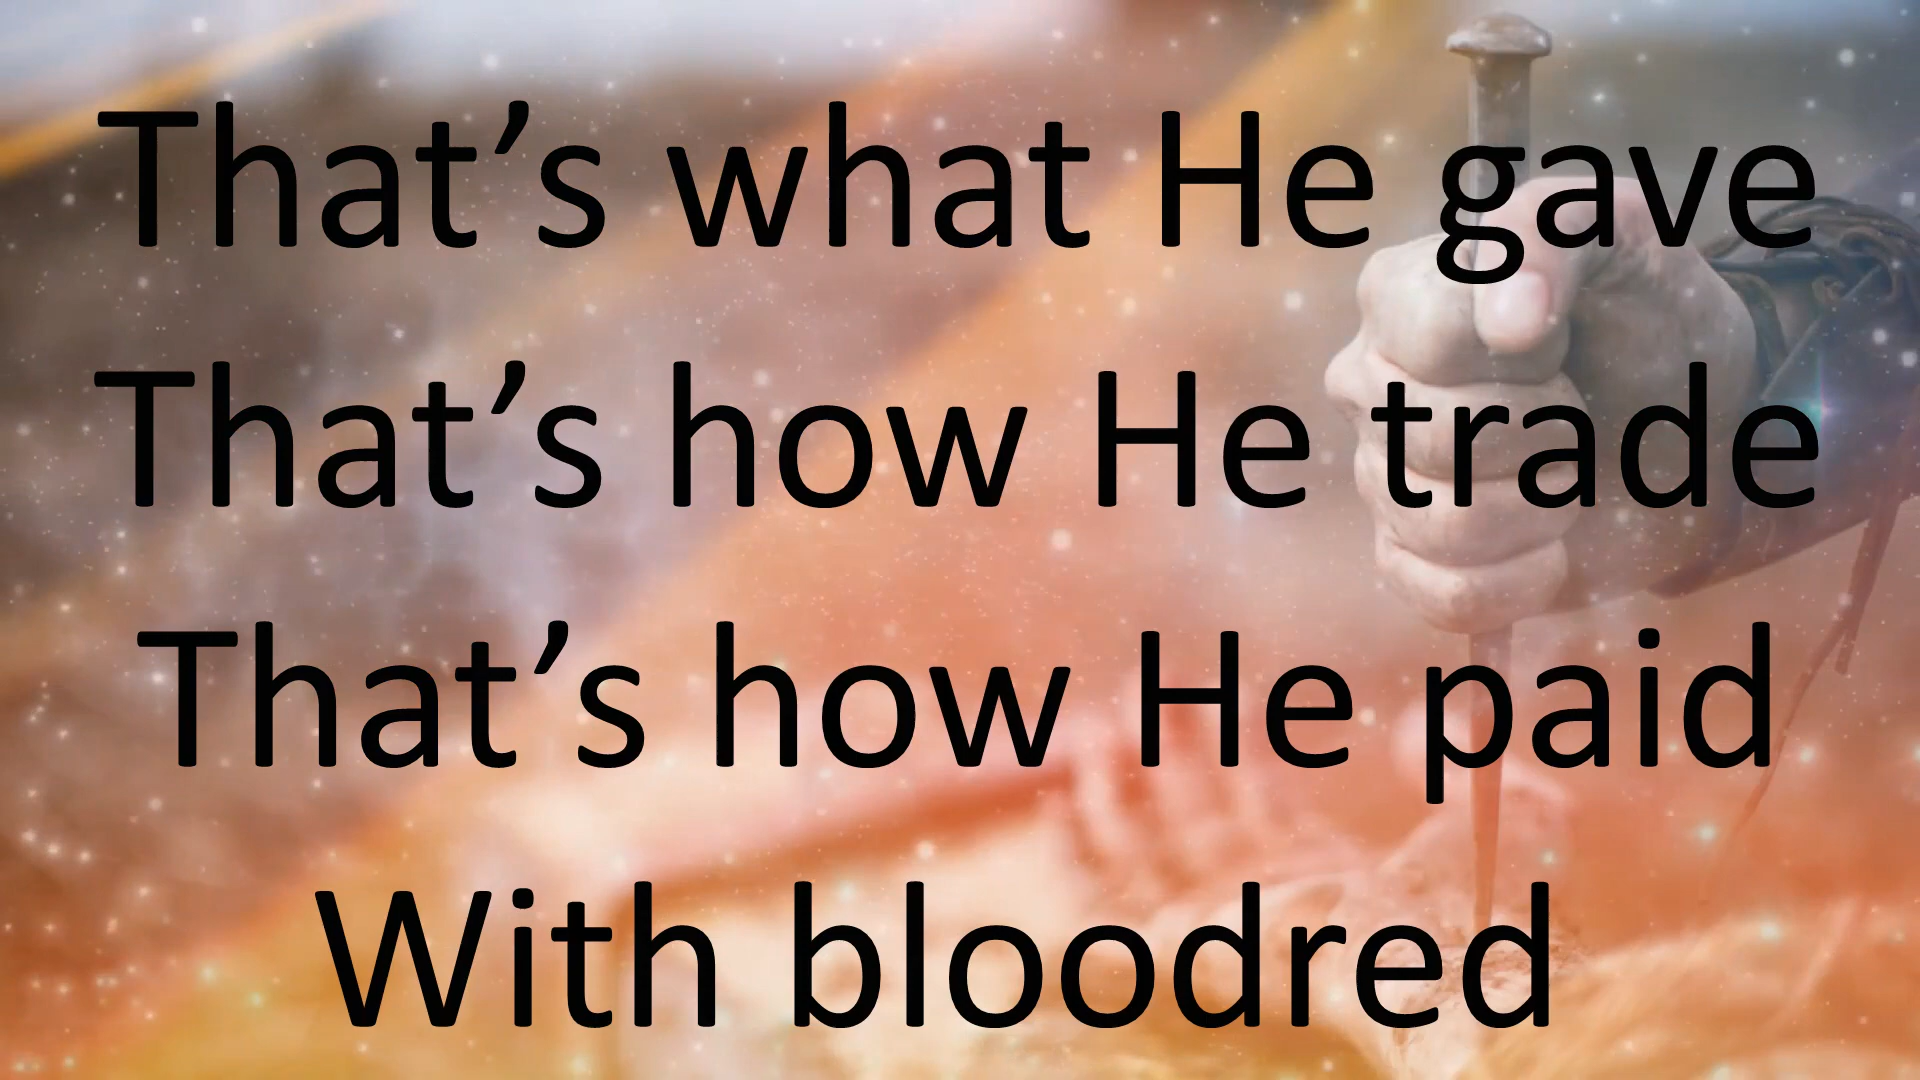 That’s what He gave
That’s how He trade
That’s how He paid
With bloodred